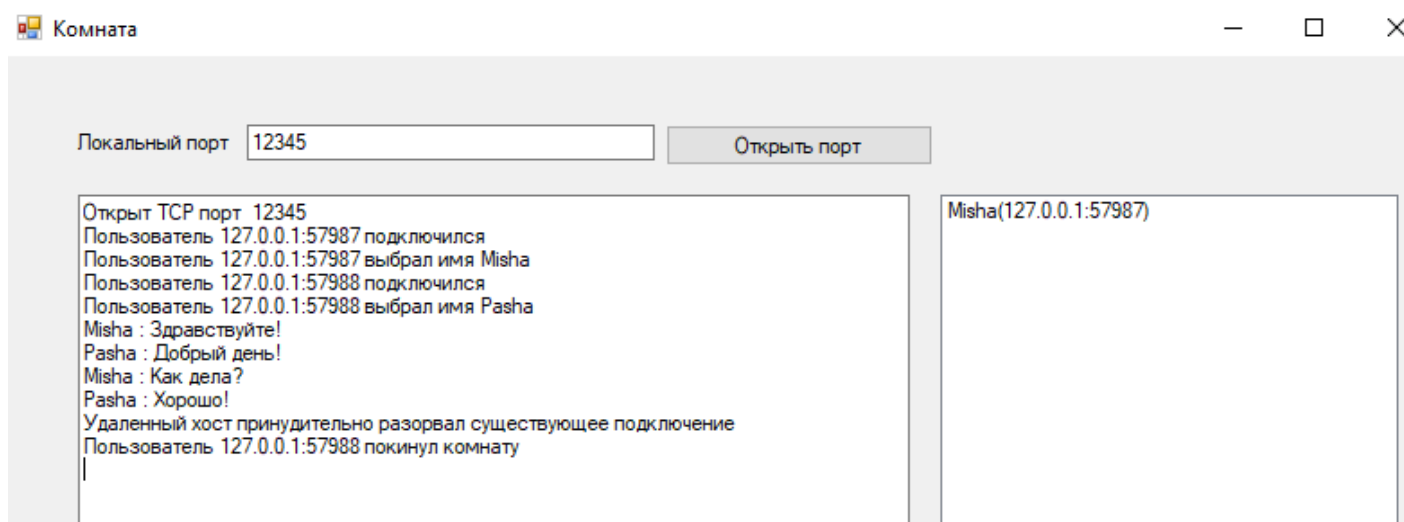 Комната
Локальный порт 12345 Открыть порт
Открыт TCP порт 12345
Пользователь 127.0.0.1:57987 подключился
Пользователь 127.0.0.1:57987 выбрал имя Misha
Пользователь 127.0.0.1:57988 подключился
Пользователь 127.0.0.1:57988 выбрал имя Pasha
Misha : Здравствуйте!
Pasha : Добрый день!
Misha : Как дела?
Pasha : Хорошо!
Удаленный хост принудительно разорвал существующее подключение
Пользователь 127.0.0.1:57988 покинул комнату
Misha(127.0.0.1:57987)